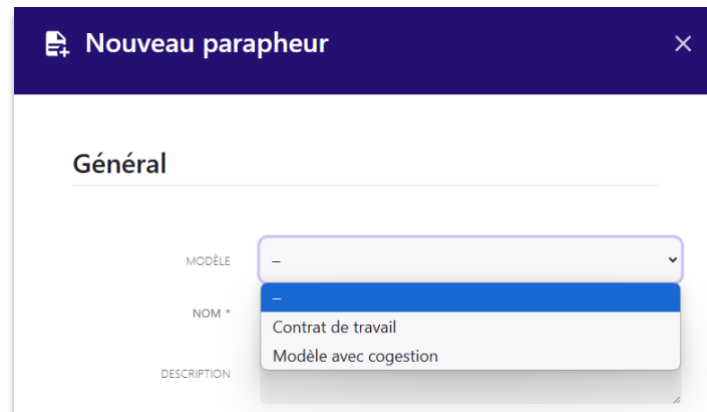 Nouveau parapheur
Général
MODÈLE
–
–
NOM *
Contrat de travail
Modèle avec cogestion
DESCRIPTION